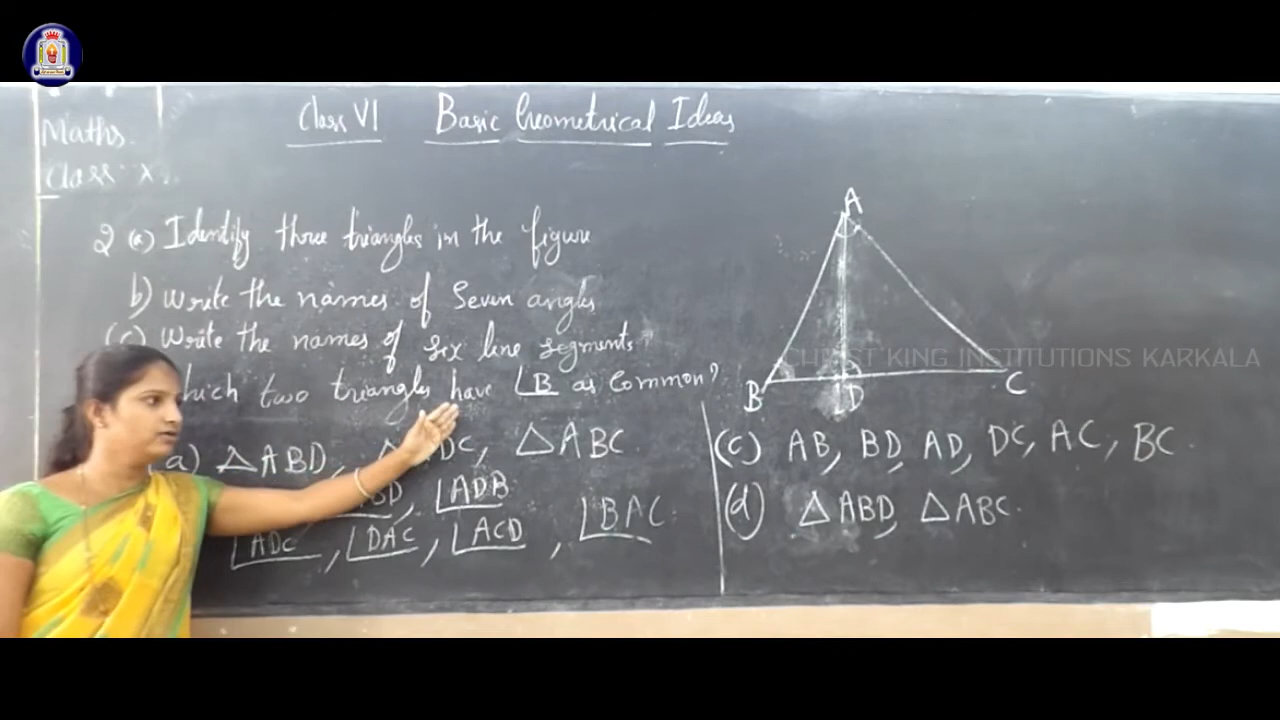 Maths.
Class X
Class VI Basic Geometrical Ideas
2 (a) Identify three triangles in the figure
b) Write the names of Seven angles
(c) Write the names of six line segments.
which two triangles have ∠B as Common?
a) △ABD, △ADC, △ABC
∠ADB
∠ADC, ∠DAC, ∠ACD, ∠BAC.
A
B D C
(c) AB, BD, AD, DC, AC, BC.
(d) △ABD, △ABC.
CHRIST KING INSTITUTIONS KARKALA